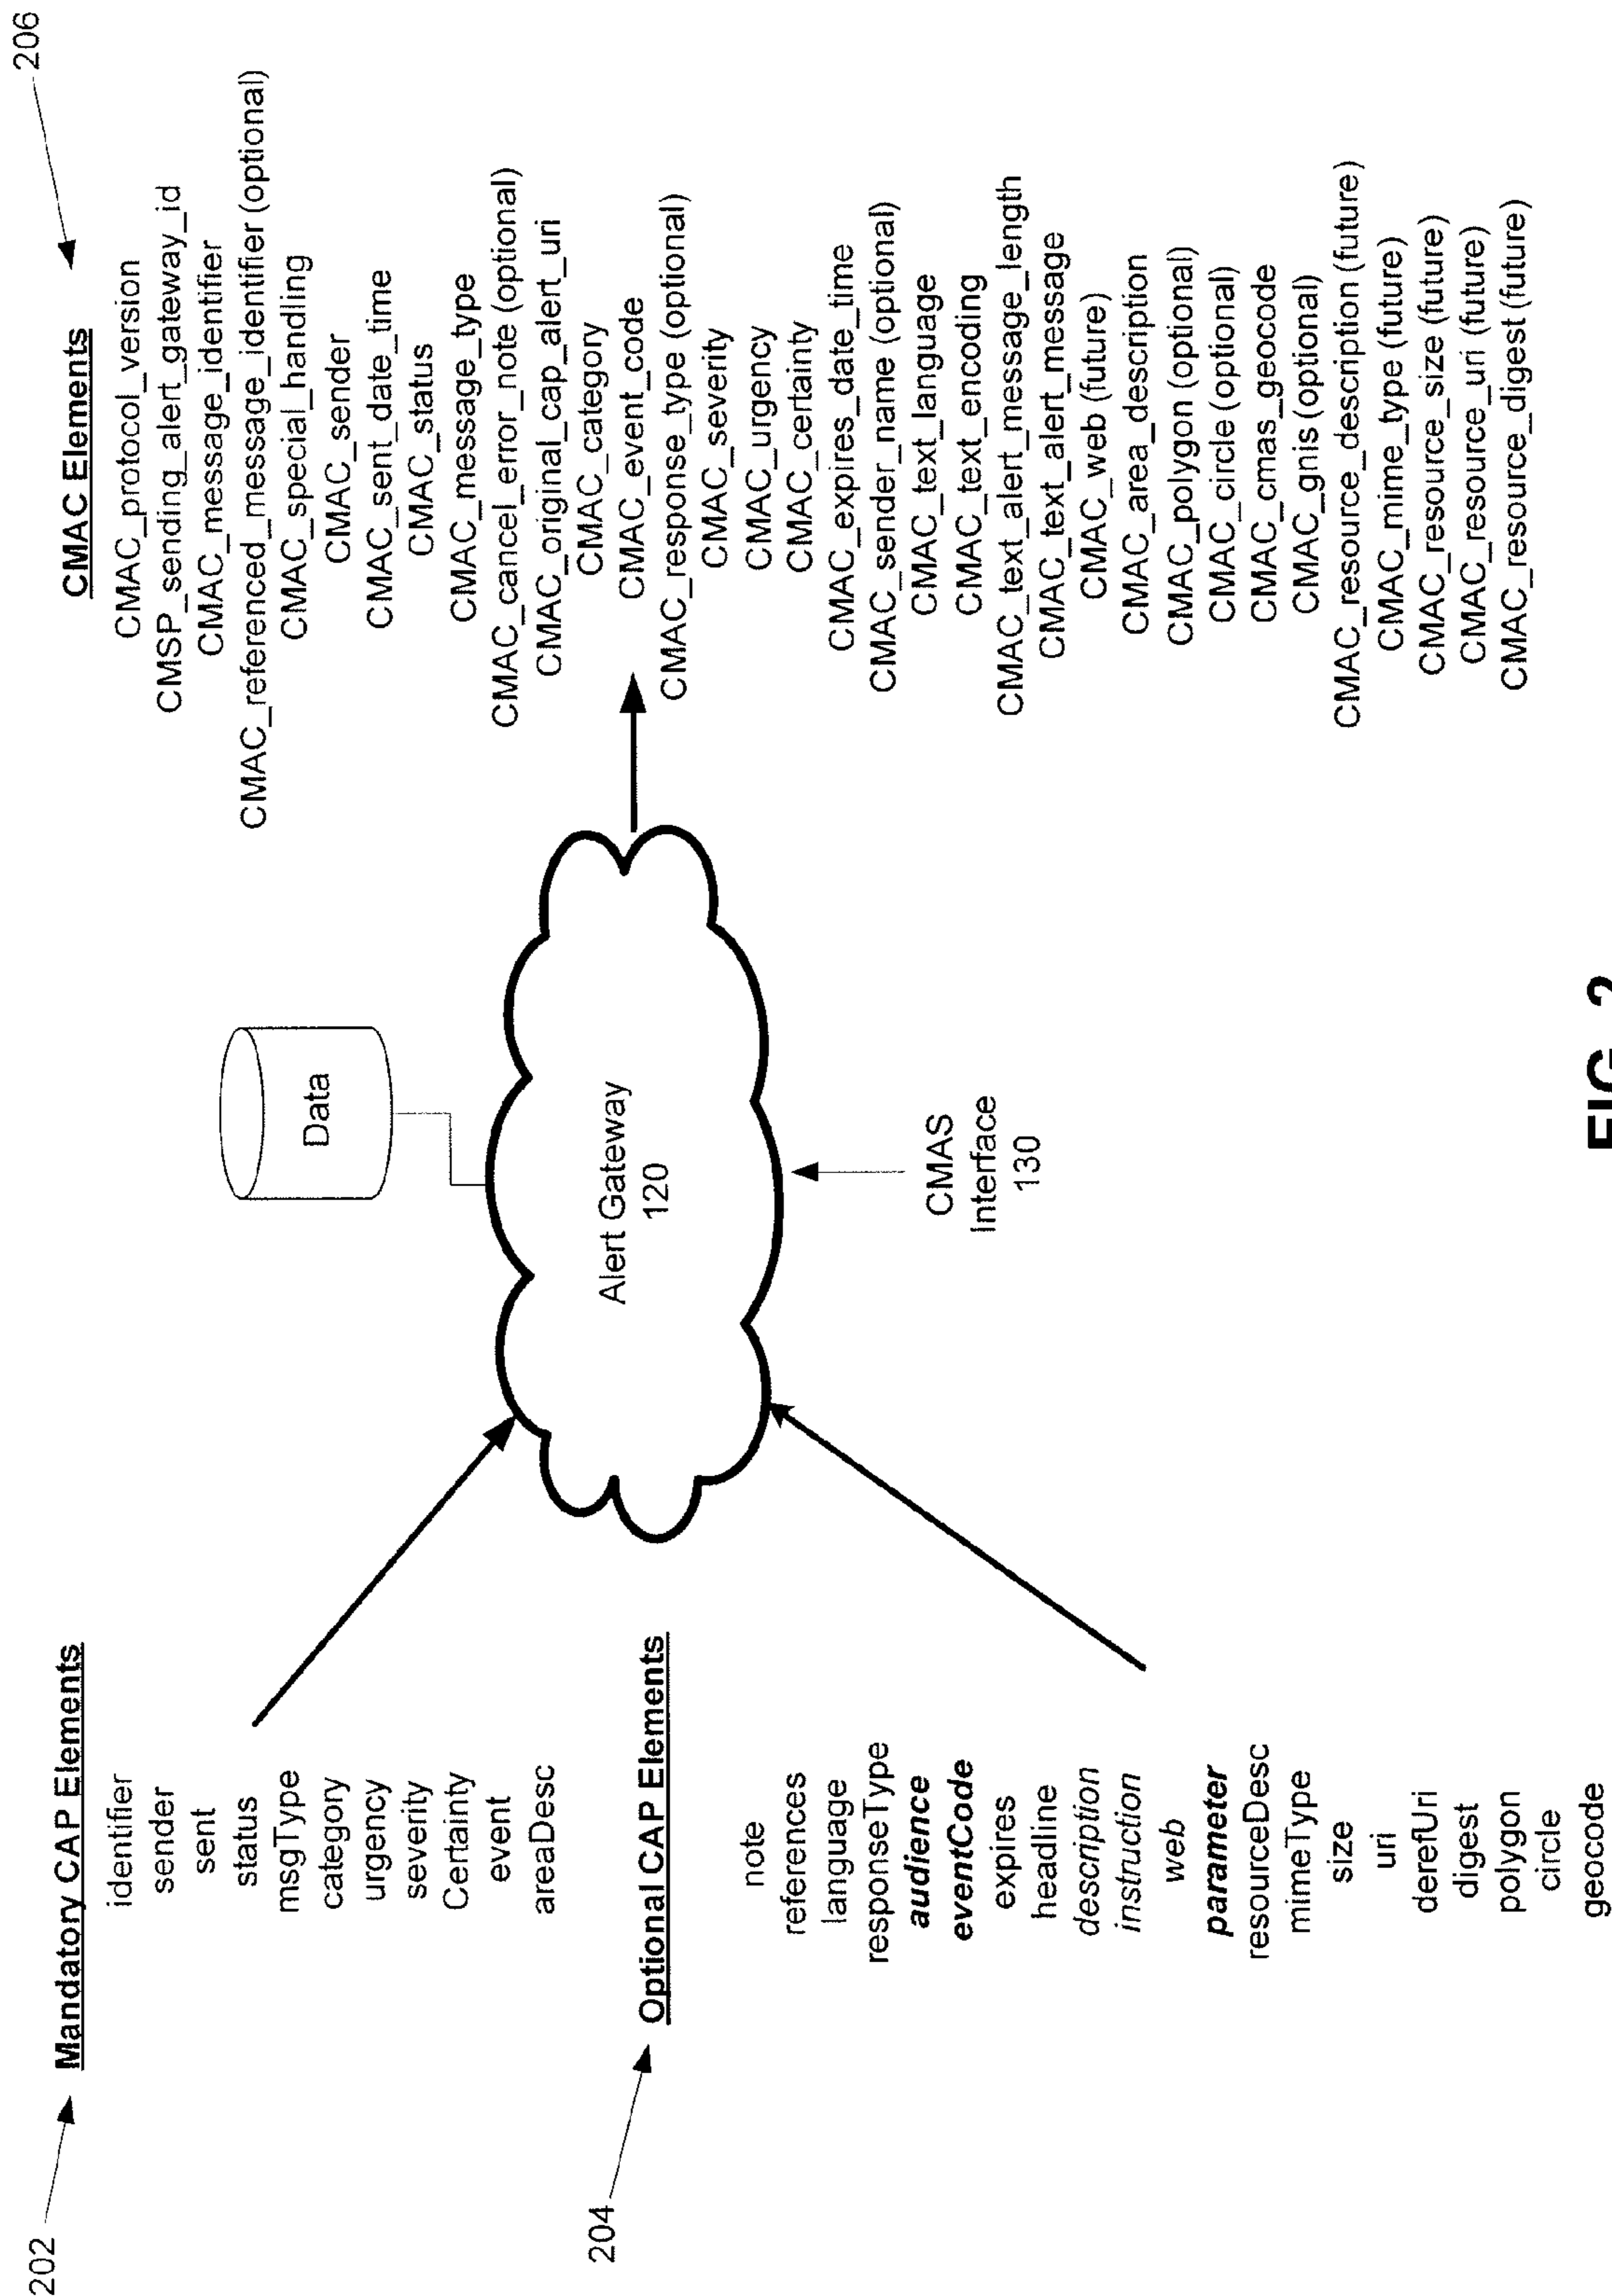 202
Mandatory CAP Elements
identifier
sender
sent
status
msgType
category
urgency
severity
Certainty
event
areaDesc
204
Optional CAP Elements
note
references
language
responseType
audience
eventCode
expires
headline
description
instruction
web
parameter
resourceDesc
mimeType
size
uri
derefUri
digest
polygon
circle
geocode
Data
Alert Gateway
120
CMAS
Interface
130
206
CMAC Elements
CMAC_protocol_version
CMSP_sending_alert_gateway_id
CMAC_message_identifier
CMAC_referenced_message_identifier (optional)
CMAC_special_handling
CMAC_sender
CMAC_sent_date_time
CMAC_status
CMAC_message_type
CMAC_cancel_error_note (optional)
CMAC_original_cap_alert_uri
CMAC_category
CMAC_event_code
CMAC_response_type (optional)
CMAC_severity
CMAC_urgency
CMAC_certainty
CMAC_expires_date_time
CMAC_sender_name (optional)
CMAC_text_language
CMAC_text_encoding
CMAC_text_alert_message_length
CMAC_text_alert_message
CMAC_web (future)
CMAC_area_description
CMAC_polygon (optional)
CMAC_circle (optional)
CMAC_cmas_geocode
CMAC_gnis (optional)
CMAC_resource_description (future)
CMAC_mime_type (future)
CMAC_resource_size (future)
CMAC_resource_uri (future)
CMAC_resource_digest (future)
FIG. 2